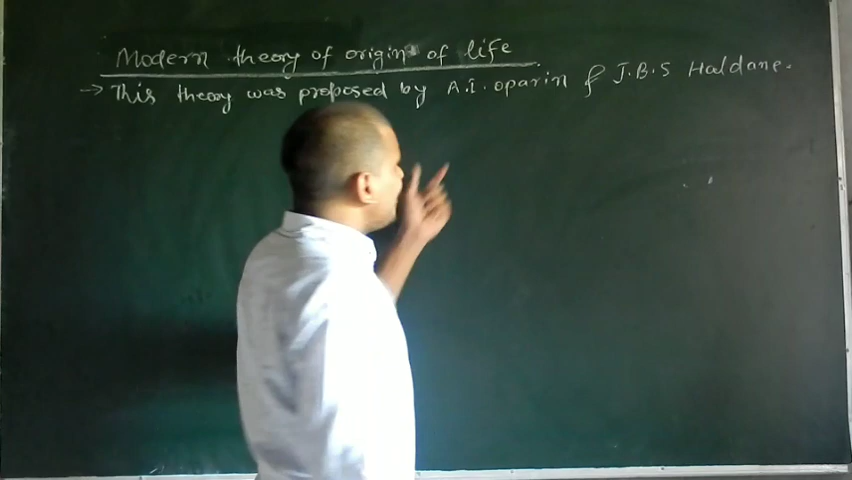 Modern theory of origin of life
→ This theory was proposed by A.I. oparin & J.B.S Haldane.